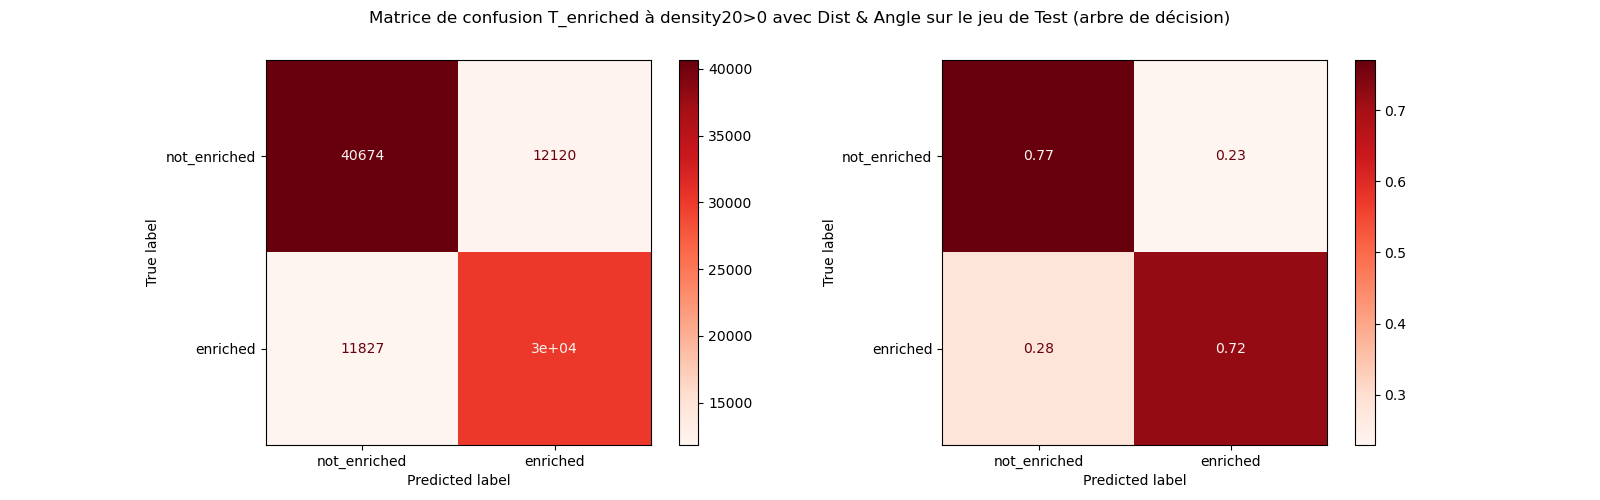 Matrice de confusion T_enriched à density20>0 avec Dist & Angle sur le jeu de Test (arbre de décision)
True label
not_enriched
enriched
40674
12120
11827
3e+04
not_enriched
enriched
Predicted label
40000
35000
30000
25000
20000
15000
True label
not_enriched
enriched
0.77
0.23
0.28
0.72
not_enriched
enriched
Predicted label
0.7
0.6
0.5
0.4
0.3